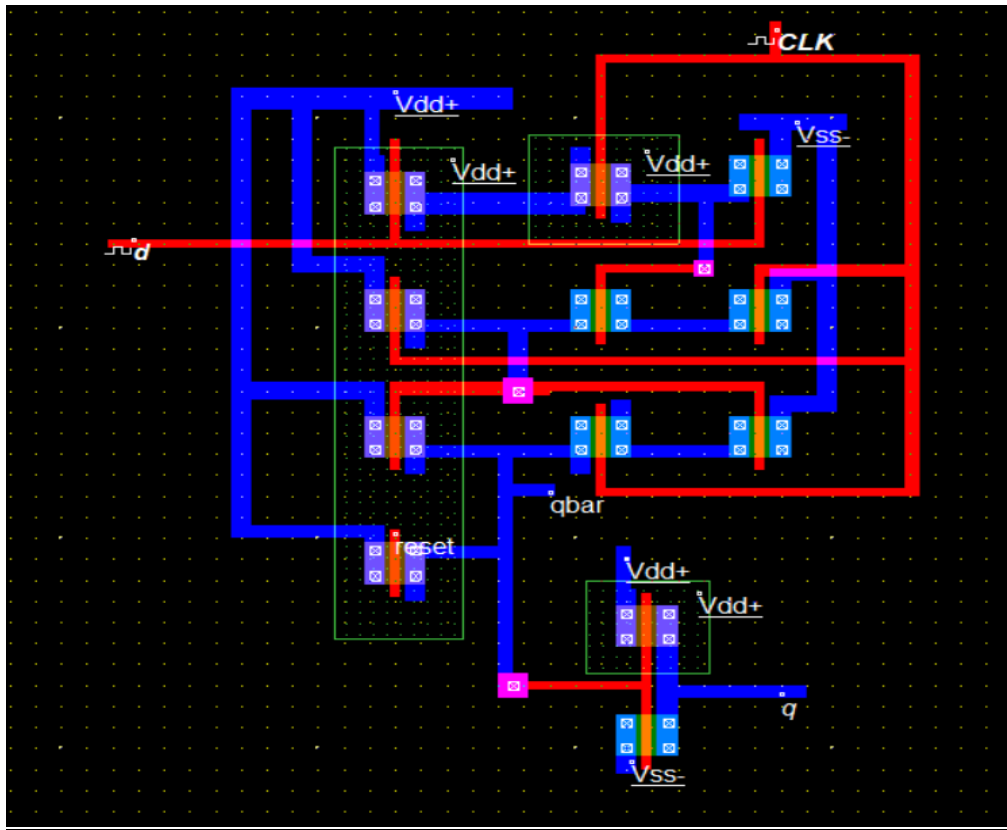 CLK
Vdd+
Vss-
Vdd+
Vdd+
d
qbar
reset
Vdd+
Vdd+
q
Vss-